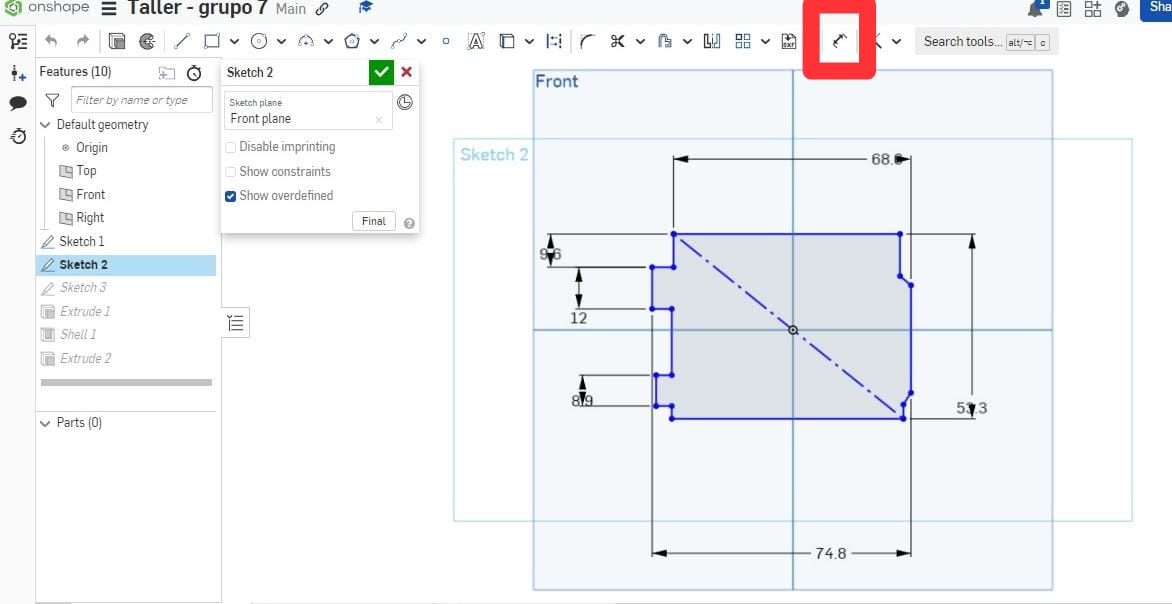 onshape
Taller - grupo 7 Main
1
Sha
Search tools... alt/⌥ c
Features (10)
Filter by name or type
Default geometry
Origin
Top
Front
Right
Sketch 1
Sketch 2
Sketch 3
Extrude 1
Shell 1
Extrude 2
Parts (0)
Sketch 2
Sketch plane
Front plane
Disable imprinting
Show constraints
Show overdefined
Final
Front
Sketch 2
9.6
12
8.9
53.3
74.8